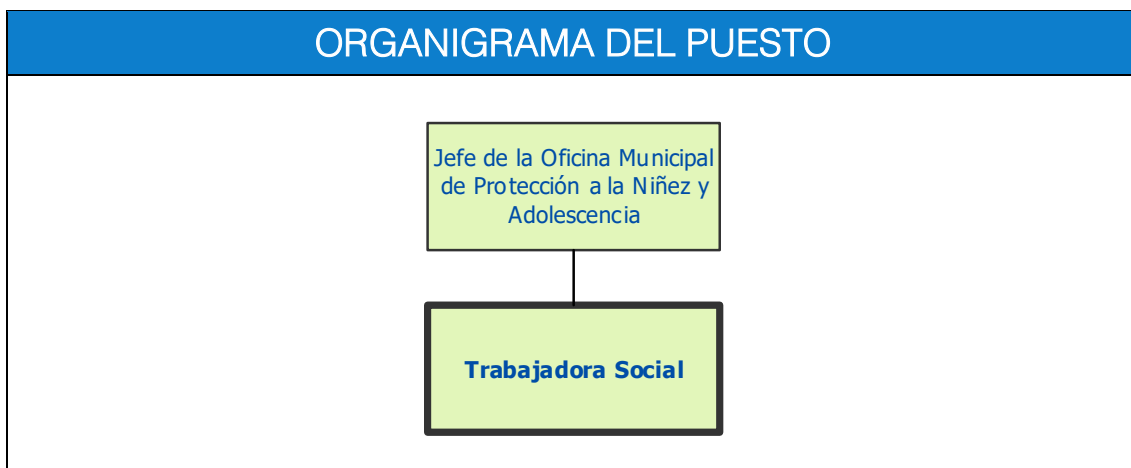 ORGANIGRAMA DEL PUESTO
Jefe de la Oficina Municipal
de Protección a la Niñez y
Adolescencia
Trabajadora Social